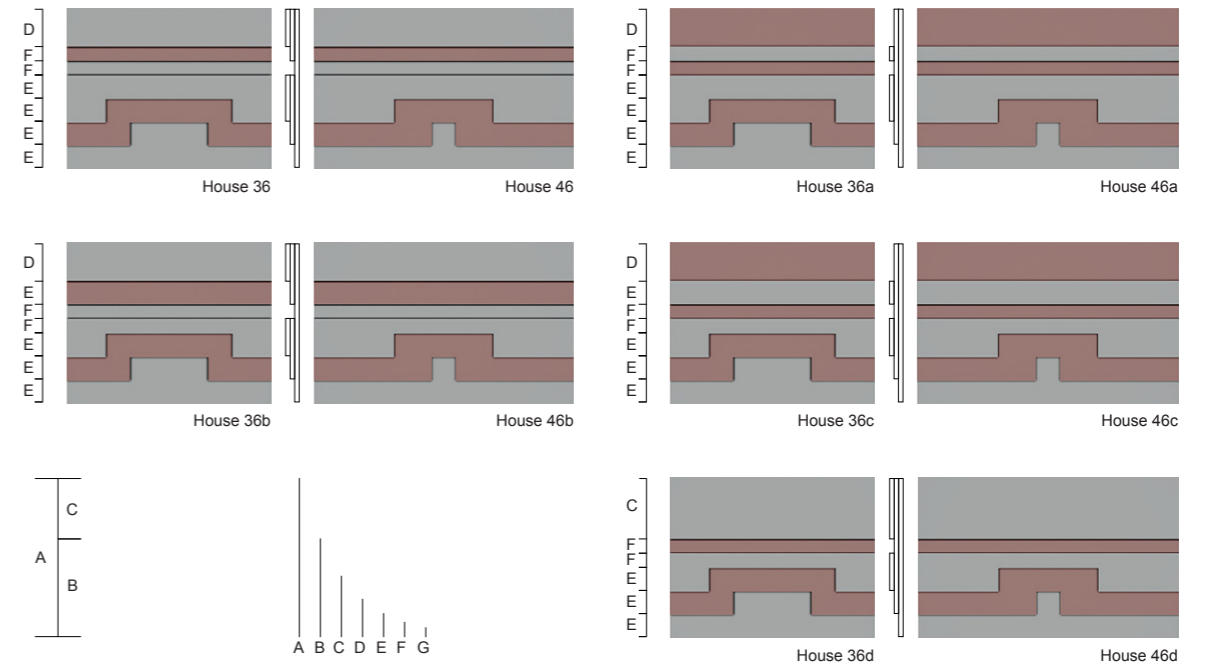 D
F
F
E
E
E
E
House 36
House 46
D
F
F
E
E
E
E
House 36a
House 46a
D
E
F
F
E
E
E
House 36b
House 46b
D
E
F
F
E
E
E
House 36c
House 46c
A
C
B
A B C D E F G
C
F
F
E
E
E
House 36d
House 46d